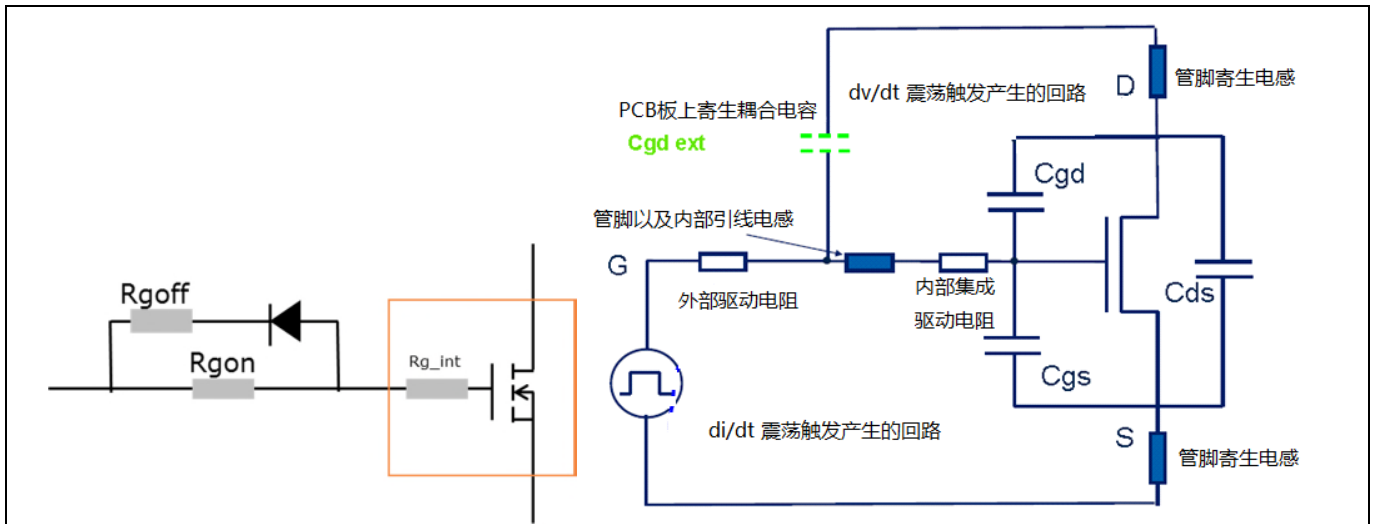 Rgoff
Rgon
Rg_int
PCB板上寄生耦合电容
Cgd ext
dv/dt 震荡触发产生的回路
D
管脚寄生电感
管脚以及内部引线电感
Cgd
G
外部驱动电阻
内部集成
驱动电阻
Cds
Cgs
di/dt 震荡触发产生的回路
S
管脚寄生电感